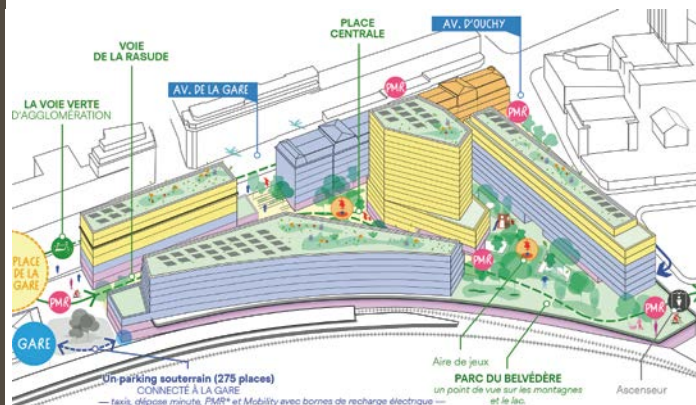 PLACE
CENTRALE
AV. D'OUCHY
VOIE
DE LA RASUDE
AV. DE LA GARE
PMR
PMR
LA VOIE VERTE
D'AGGLOMÉRATION
PLACE
DE LA
GARE
PMR
PMR
PMR
GARE
Un parking souterrain (275 places)
CONNECTÉ À LA GARE
— taxis, dépose minute, PMR* et Mobility avec bornes de recharge électrique —
Aire de jeux
PARC DU BELVÉDÈRE
un point de vue sur les montagnes
et le lac.
Ascenseur